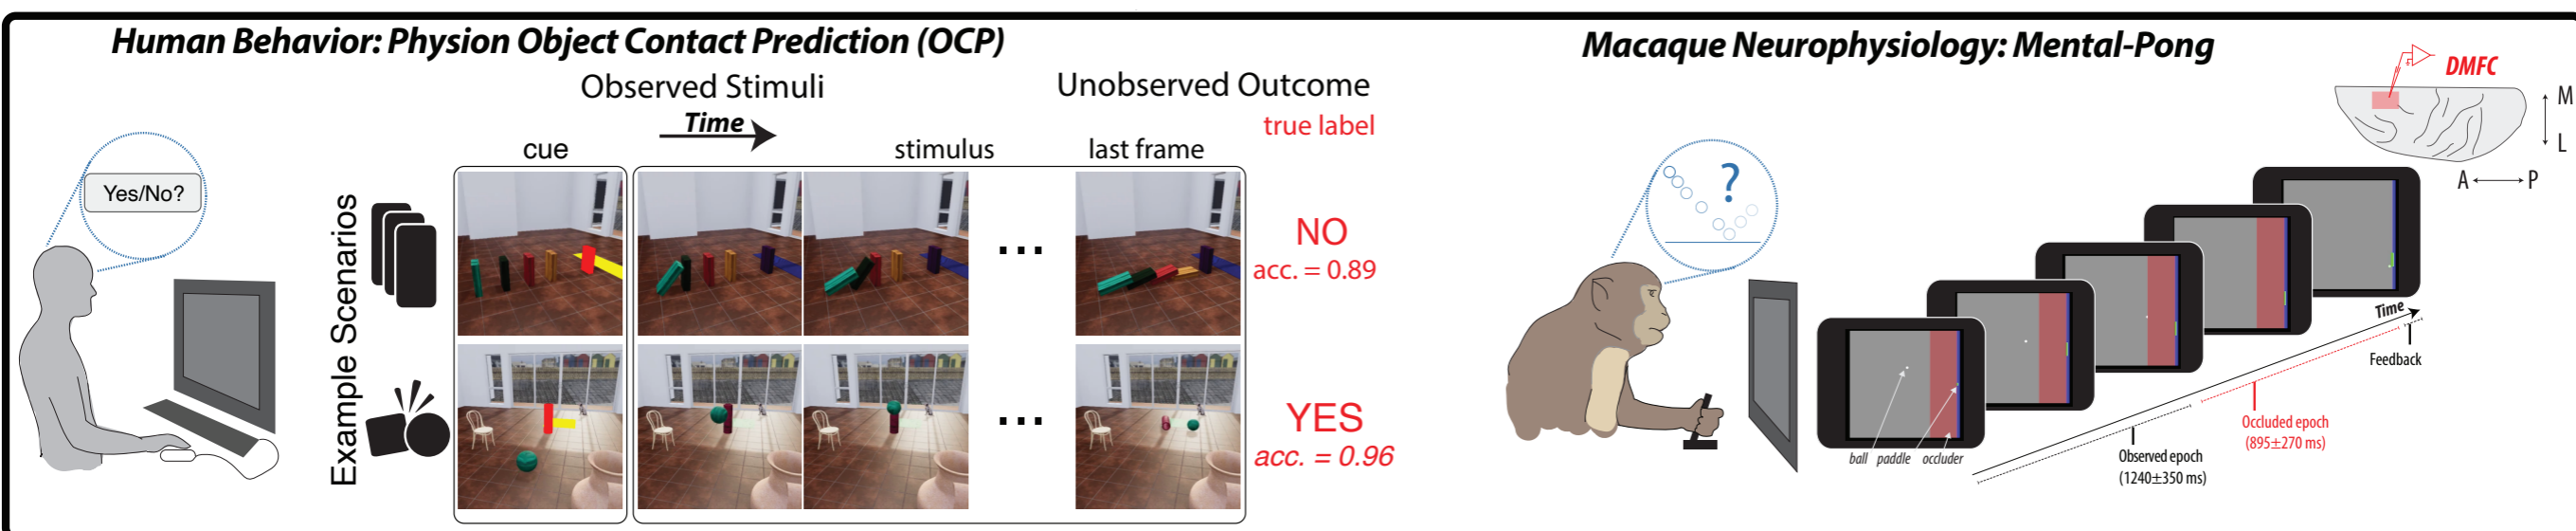 Human Behavior: Physion Object Contact Prediction (OCP)
Observed Stimuli
Time
Unobserved Outcome
true label
cue
stimulus
last frame
Yes/No?
Example Scenarios
...
NO
acc. = 0.89
...
YES
acc. = 0.96
Macaque Neurophysiology: Mental-Pong
DMFC
M
L
A
P
?
ball
paddle
occluder
Time
Feedback
Occluded epoch
(895±270 ms)
Observed epoch
(1240±350 ms)